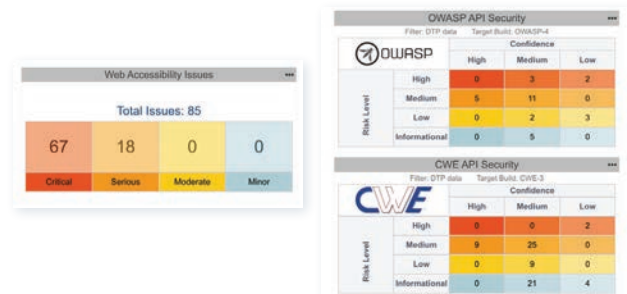 Web Accessibility Issues
Total Issues: 85
67 18 0 0
Critical Serious Moderate Minor
OWASP API Security
Filter: DTP data Target Build: OWASP-4
OWASP
Confidence
High Medium Low
Risk Level
High 0 3 2
Medium 5 11 0
Low 0 2 3
Informational 0 5 0
CWE API Security
Filter: DTP data Target Build: CWE-3
CWE
Confidence
High Medium Low
Risk Level
High 0 0 2
Medium 9 25 0
Low 0 9 0
Informational 0 21 4